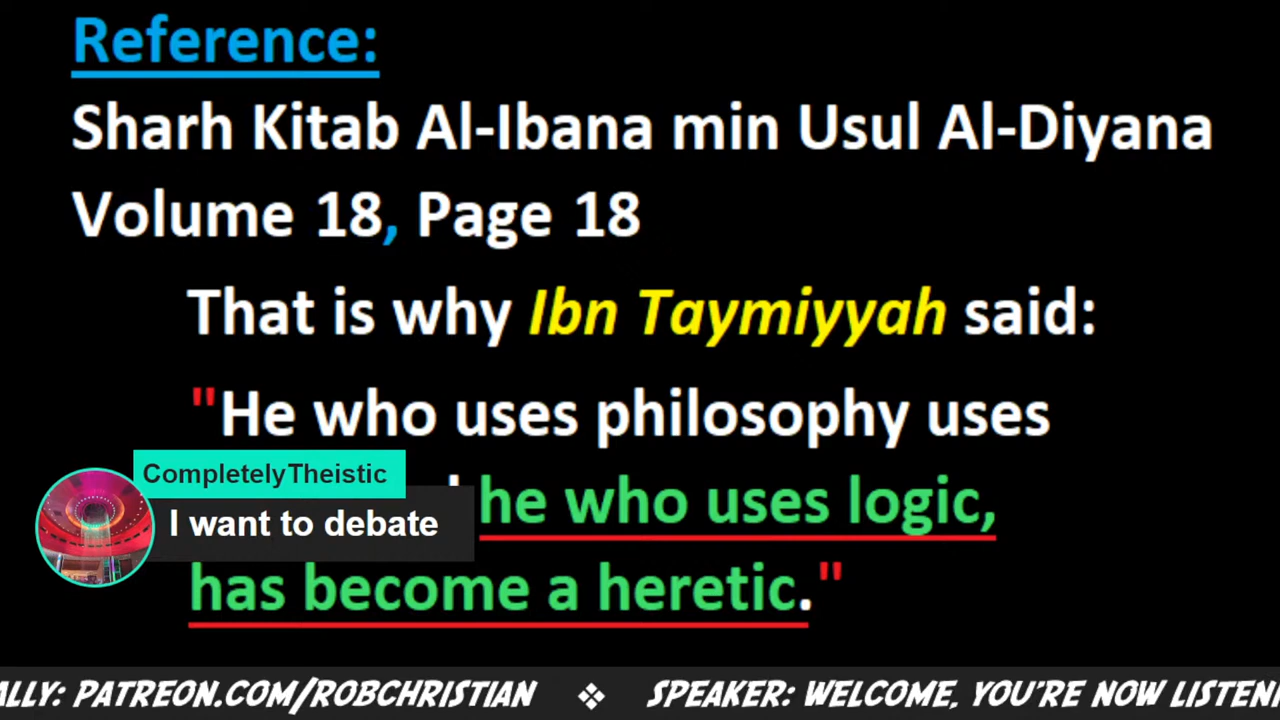 Reference:
Sharh Kitab Al-Ibana min Usul Al-Diyana
Volume 18, Page 18
That is why Ibn Taymiyyah said:
"He who uses philosophy uses
he who uses logic,
has become a heretic."
CompletelyTheistic
I want to debate
ALLY: PATREON.COM/ROBCHRISTIAN ❖ SPEAKER: WELCOME, YOU'RE NOW LISTEN